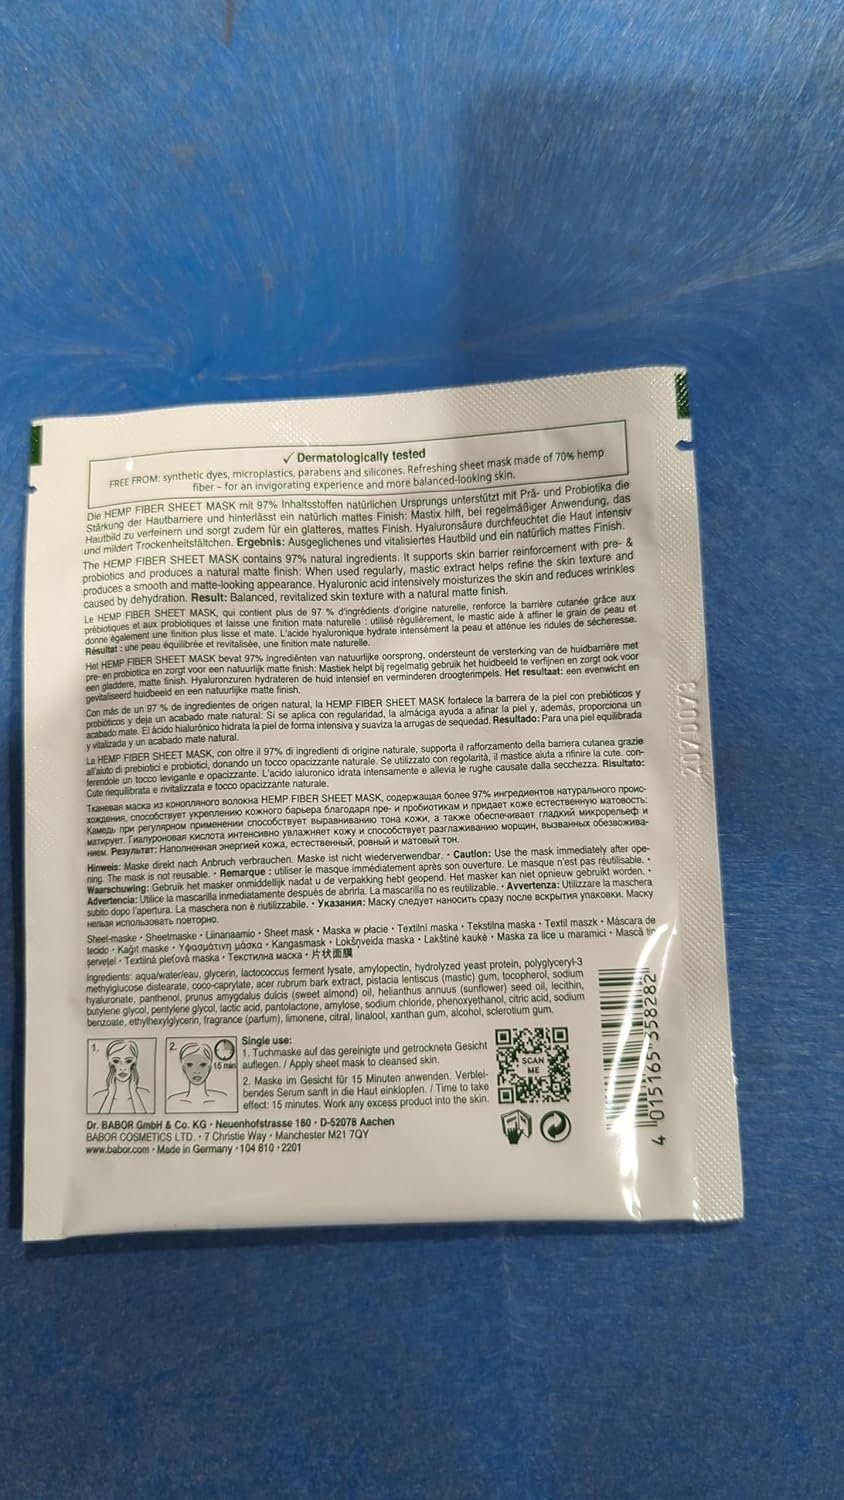 ✓ Dermatologically tested
FREE FROM: synthetic dyes, microplastics, parabens and silicones. Refreshing sheet mask made of 70% hemp
fiber – for an invigorating experience and more balanced-looking skin.
Die HEMP FIBER SHEET MASK mit 97% Inhaltsstoffen natürlichen Ursprungs unterstützt mit Prä- und Probiotika die
Stärkung der Hautbarriere und hinterlässt ein natürlich mattes Finish: Mastix hilft, bei regelmäßiger Anwendung, das
Hautbild zu verfeinern und sorgt zudem für ein glatteres, mattes Finish. Hyaluronsäure durchfeuchtet die Haut intensiv
und mildert Trockenheitsfältchen. Ergebnis: Ausgeglichenes und vitalisiertes Hautbild und ein natürlich mattes Finish.
The HEMP FIBER SHEET MASK contains 97% natural ingredients. It supports skin barrier reinforcement with pre- &
probiotics and produces a natural matte finish: When used regularly, mastic extract helps refine the skin texture and
produces a smooth and matte-looking appearance. Hyaluronic acid intensively moisturizes the skin and reduces wrinkles
caused by dehydration. Result: Balanced, revitalized skin texture with a natural matte finish.
Le HEMP FIBER SHEET MASK, qui contient plus de 97 % d'ingrédients d'origine naturelle, renforce la barrière cutanée grâce aux
prébiotiques et aux probiotiques et laisse une finition mate naturelle : utilisé régulièrement, le mastic aide à affiner le grain de peau et
donne également une finition plus lisse et mate. L'acide hyaluronique hydrate intensément la peau et atténue les ridules de sécheresse.
Résultat : une peau équilibrée et revitalisée, une finition mate naturelle.
Het HEMP FIBER SHEET MASK bevat 97% ingrediënten van natuurlijke oorsprong, ondersteunt de versterking van de huidbarrière met
pre- en probiotica en zorgt voor een natuurlijk matte finish: Mastiek helpt bij regelmatig gebruik het huidbeeld te verfijnen en zorgt ook voor
een gladdere, matte finish. Hyaluronzuren hydrateren de huid intensief en verminderen droogterimpels. Het resultaat: een evenwicht en
gevitaliseerd huidbeeld en een natuurlijke matte finish.
Con más de un 97 % de ingredientes de origen natural, la HEMP FIBER SHEET MASK fortalece la barrera de la piel con prebióticos y
probióticos y deja un acabado mate natural: Si se aplica con regularidad, la almáciga ayuda a afinar la piel y, además, proporciona un
acabado mate. El ácido hialurónico hidrata la piel de forma intensiva y suaviza la arrugas de sequedad. Resultado: Para una piel equilibrada
y vitalizada y un acabado mate natural.
La HEMP FIBER SHEET MASK, con oltre il 97% di ingredienti di origine naturale, supporta il rafforzamento della barriera cutanea grazie
all'aiuto di prebiotici e probiotici, donando un tocco opacizzante naturale. Se utilizzato con regolarità, il mastice aiuta a rifinire la cute. con-
ferendole un tocco levigante e opacizzante. L'acido ialuronico idrata intensamente e allevia le rughe causate dalla secchezza. Risultato:
Cute riequilibrata e rivitalizzata e tocco opacizzante naturale.
Тканевая маска из конопляного волокна HEMP FIBER SHEET MASK, содержащая более 97% ингредиентов натурального проис-
хождения, способствует укреплению кожного барьера благодаря пре- и пробиотикам и придает коже естественную матовость:
Камедь при регулярном применении способствует выравниванию тона кожи, а также обеспечивает гладкий микрорельеф и
матирует. Гиалуроновая кислота интенсивно увлажняет кожу и способствует разглаживанию морщин, вызванных обезвожива-
нием. Результат: Наполненная энергией кожа, естественный, ровный и матовый тон.
Hinweis: Maske direkt nach Anbruch verbrauchen. Maske ist nicht wiederverwendbar. • Caution: Use the mask immediately after ope-
ning. The mask is not reusable. • Remarque : utiliser le masque immédiatement après son ouverture. Le masque n'est pas réutilisable. •
Waarschuwing: Gebruik het masker onmiddellijk nadat u de verpakking hebt geopend. Het masker kan niet opnieuw gebruikt worden. •
Advertencia: Utilice la mascarilla inmediatamente después de abrirla. La mascarilla no es reutilizable. • Avvertenza: Utilizzare la maschera
subito dopo l'apertura. La maschera non è riutilizzabile. • Указания: Маску следует наносить сразу после вскрытия упаковки. Маску
нельзя использовать повторно.
Sheet-maske • Sheetmaske • Liinanaamio • Sheet mask • Maska w płacie • Textilní maska • Tekstilna maska • Textil maszk • Máscara de
tecido • Kağıt maske • Υφασμάτινη μάσκα • Kangasmask • Lokšņveida maska • Lakštinė kaukė • Maska za lice u maramici • Mască tip
șervețel • Textilná pleťová maska • Текстилна маска • 片状面膜
Ingredients: aqua/water/eau, glycerin, lactococcus ferment lysate, amylopectin, hydrolyzed yeast protein, polyglyceryl-3
methylglucose distearate, coco-caprylate, acer rubrum bark extract, pistacia lentiscus (mastic) gum, tocopherol, sodium
hyaluronate, panthenol, prunus amygdalus dulcis (sweet almond) oil, helianthus annuus (sunflower) seed oil, lecithin,
butylene glycol, pentylene glycol, lactic acid, pantolactone, amylose, sodium chloride, phenoxyethanol, citric acid, sodium
benzoate, ethylhexylglycerin, fragrance (parfum), limonene, citral, linalool, xanthan gum, alcohol, sclerotium gum.
1.
2.
15 min
Single use:
1. Tuchmaske auf das gereinigte und getrocknete Gesicht
auflegen. / Apply sheet mask to cleansed skin.
2. Maske im Gesicht für 15 Minuten anwenden. Verblei-
bendes Serum sanft in die Haut einklopfen. / Time to take
effect: 15 minutes. Work any excess product into the skin.
SCAN
ME
Dr. BABOR GmbH & Co. KG • Neuenhofstrasse 180 • D-52078 Aachen
BABOR COSMETICS LTD. • 7 Christie Way • Manchester M21 7QY
www.babor.com • Made in Germany • 104 810 • 2201
4 015165 358282